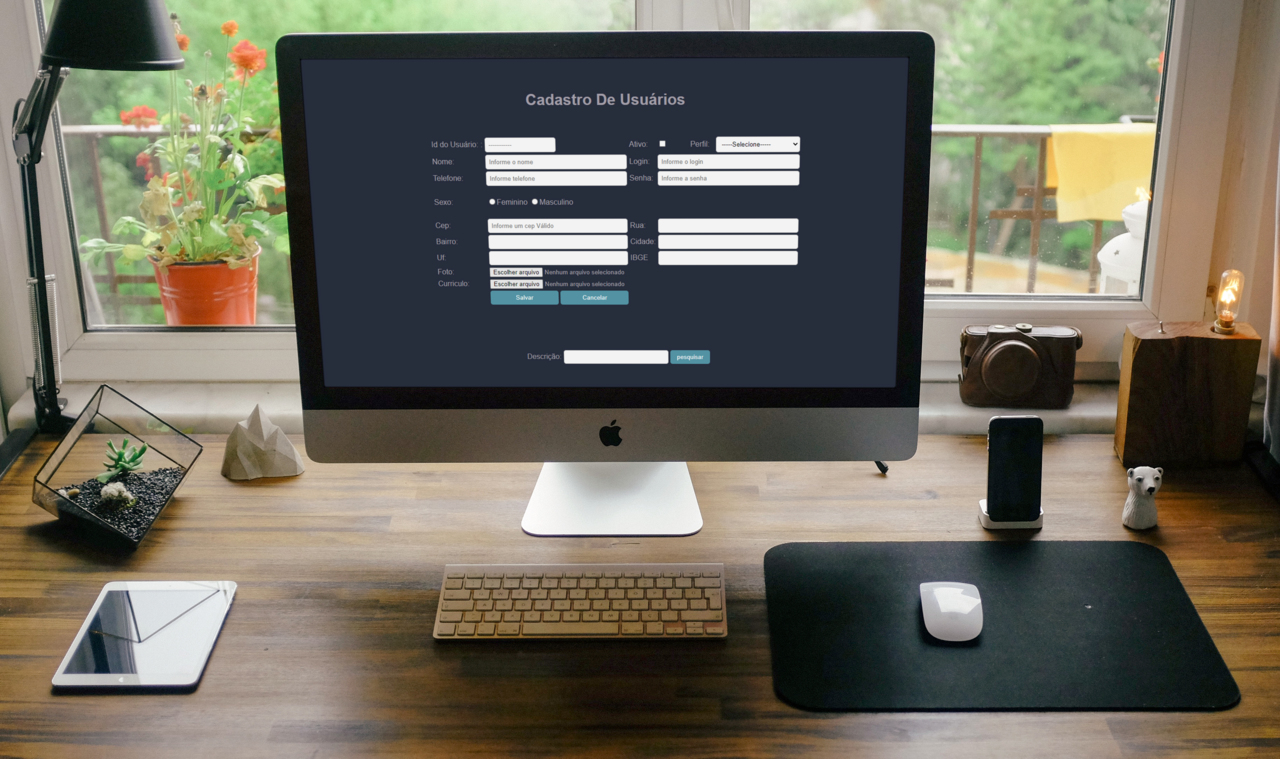 Cadastro De Usuários
Id do Usuário: Ativo: Perfil: -----Selecione-----
Nome: Informe o nome Login: Informe o login
Telefone: Informe telefone Senha: Informe a senha
Sexo: Feminino Masculino
Cep: Informe um cep Válido Rua:
Bairro: Cidade
Uf: IBGE
Foto: Escolher arquivo Nenhum arquivo selecionado
Curriculo: Escolher arquivo Nenhum arquivo selecionado
Salvar Cancelar
Descrição: pesquisar